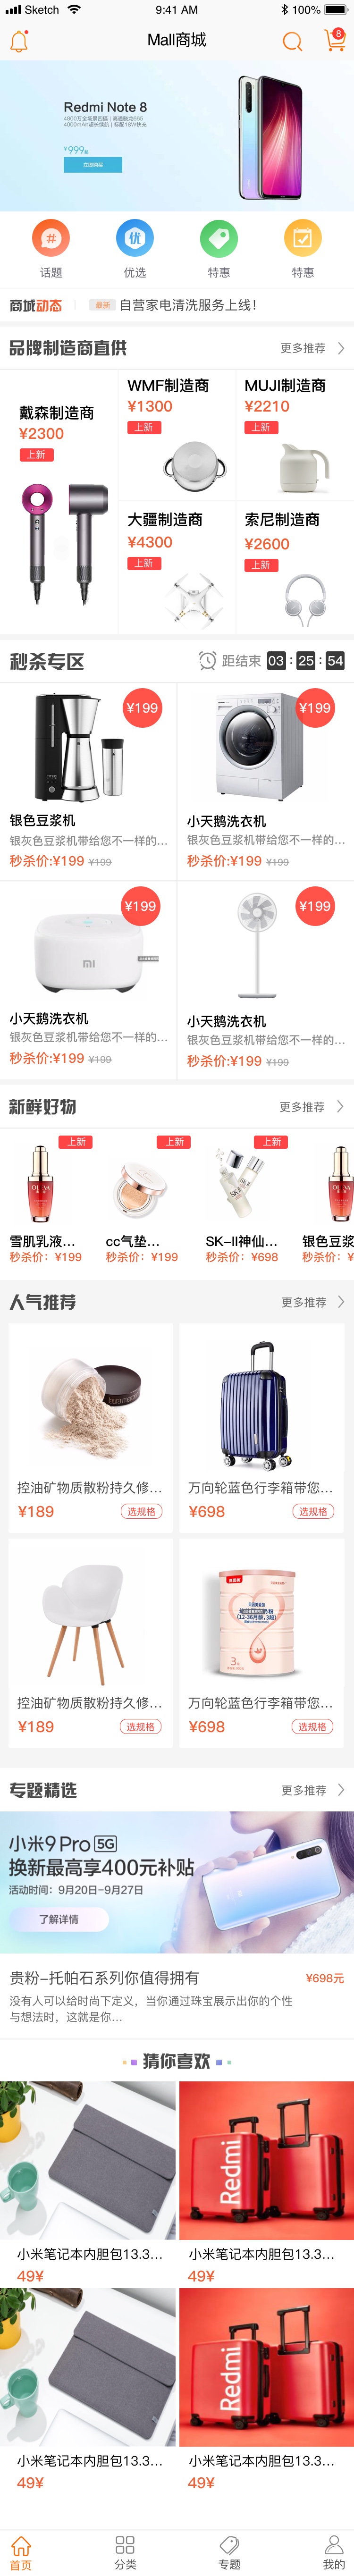 Sketch
9:41 AM
100%
Mall商城
8
Redmi Note 8
4800万全场景四摄 | 高通骁龙665
4000mAh超长续航 | 标配18W快充
¥999起
立即购买
话题
优选
特惠
特惠
商城动态
最新
自营家电清洗服务上线！
品牌制造商直供
更多推荐
戴森制造商
¥2300
上新
WMF制造商
¥1300
上新
MUJI制造商
¥2210
上新
大疆制造商
¥4300
上新
索尼制造商
¥2600
上新
秒杀专区
距结束 03 : 25 : 54
¥199
银色豆浆机
银灰色豆浆机带给您不一样的...
秒杀价:¥199 ¥199
¥199
小天鹅洗衣机
银灰色豆浆机带给您不一样的...
秒杀价:¥199 ¥199
¥199
小天鹅洗衣机
银灰色豆浆机带给您不一样的...
秒杀价:¥199 ¥199
¥199
小天鹅洗衣机
银灰色豆浆机带给您不一样的...
秒杀价:¥199 ¥199
新鲜好物
更多推荐
上新
雪肌乳液...
秒杀价：¥199
上新
cc气垫...
秒杀价：¥199
上新
SK-II神仙...
秒杀价：¥698
银色豆浆
秒杀价：¥
人气推荐
更多推荐
控油矿物质散粉持久修...
¥189
选规格
万向轮蓝色行李箱带您...
¥698
选规格
控油矿物质散粉持久修...
¥189
选规格
(12-36月龄, 3段)
3
万向轮蓝色行李箱带您...
¥698
选规格
专题精选
更多推荐
小米9 Pro 5G
换新最高享400元补贴
活动时间：9月20日-9月27日
了解详情
贵粉-托帕石系列你值得拥有
¥698元
没有人可以给时尚下定义，当你通过珠宝展示出你的个性
与想法时，这就是你...
猜你喜欢
小米笔记本内胆包13.3...
49¥
Redmi
小米笔记本内胆包13.3...
49¥
小米笔记本内胆包13.3...
49¥
Redmi
小米笔记本内胆包13.3...
49¥
首页
分类
专题
我的